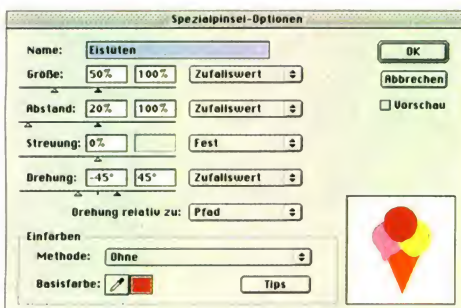 Spezialpinsel-Optionen
Name: Eistüten OK
Größe: 50% 100% Zufallswert Abbrechen
Abstand: 20% 100% Zufallswert Vorschau
Streuung: 0% Fest
Drehung: -45° 45° Zufallswert
Drehung relativ zu: Pfad
Einfärben
Methode: Ohne
Basisfarbe: Tips